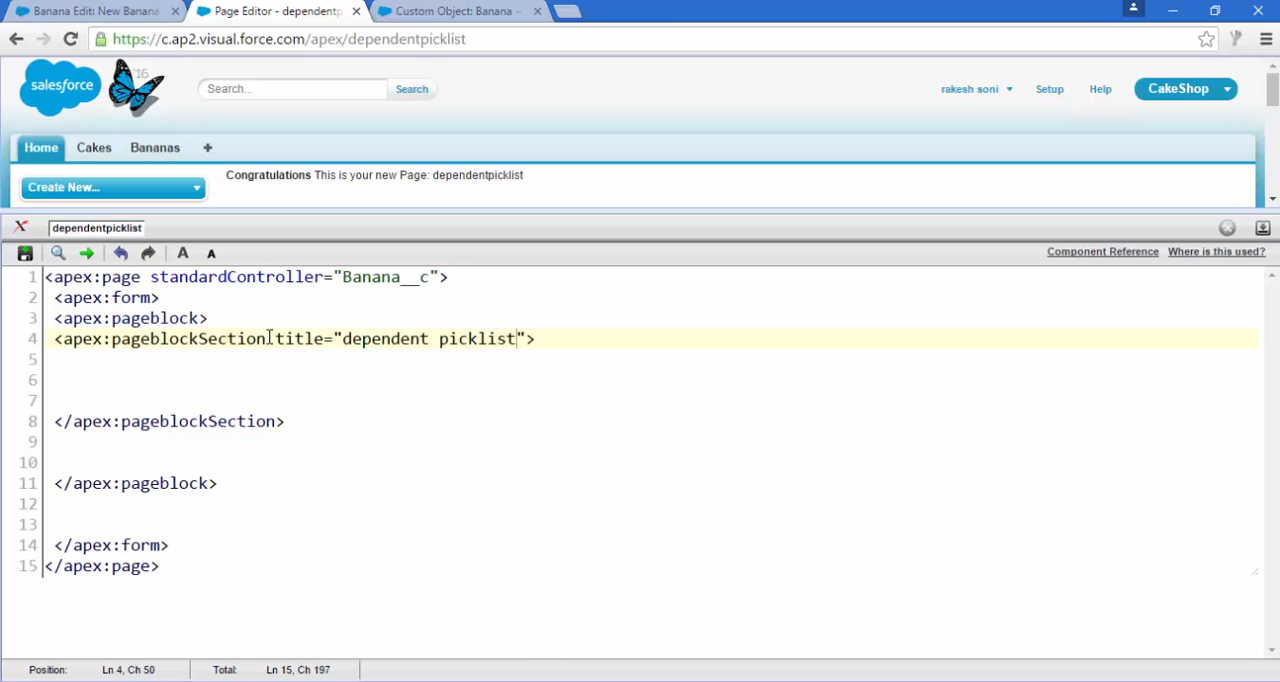 Banana Edit: New Banana
Page Editor - dependentp
Custom Object: Banana ~
https://c.ap2.visual.force.com/apex/dependentpicklist
salesforce
'16
Search...
Search
rakesh soni
Setup
Help
CakeShop
Home
Cakes
Bananas
+
Create New...
Congratulations This is your new Page: dependentpicklist
dependentpicklist
A
A
Component Reference
Where is this used?
1 <apex:page standardController="Banana__c">
2 <apex:form>
3 <apex:pageblock>
4 <apex:pageblockSection title="dependent picklist">
5
6
7
8 </apex:pageblockSection>
9
10
11 </apex:pageblock>
12
13
14 </apex:form>
15 </apex:page>
Position: Ln 4, Ch 50 Total: Ln 15, Ch 197